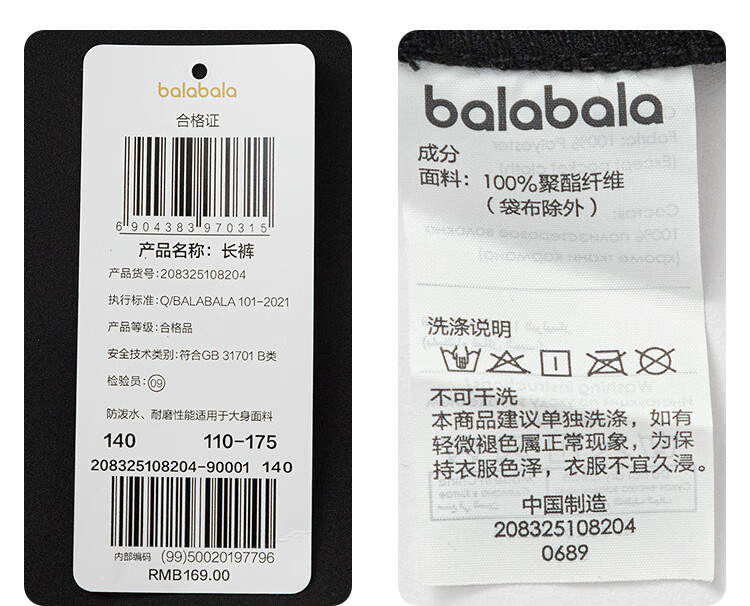 balabala
合格证
6 904383 970315
产品名称：长裤
产品货号：208325108204
执行标准：Q/BALABALA 101-2021
产品等级：合格品
安全技术类别：符合GB 31701 B类
检验员：09
防泼水、耐磨性能适用于大身面料
140 110-175
208325108204-90001 140
内部编码 (99)50020197796
RMB169.00
balabala
成分
面料：100%聚酯纤维
（袋布除外）
洗涤说明
不可干洗
本商品建议单独洗涤，如有
轻微褪色属正常现象，为保
持衣服色泽，衣服不宜久浸。
中国制造
208325108204
0689